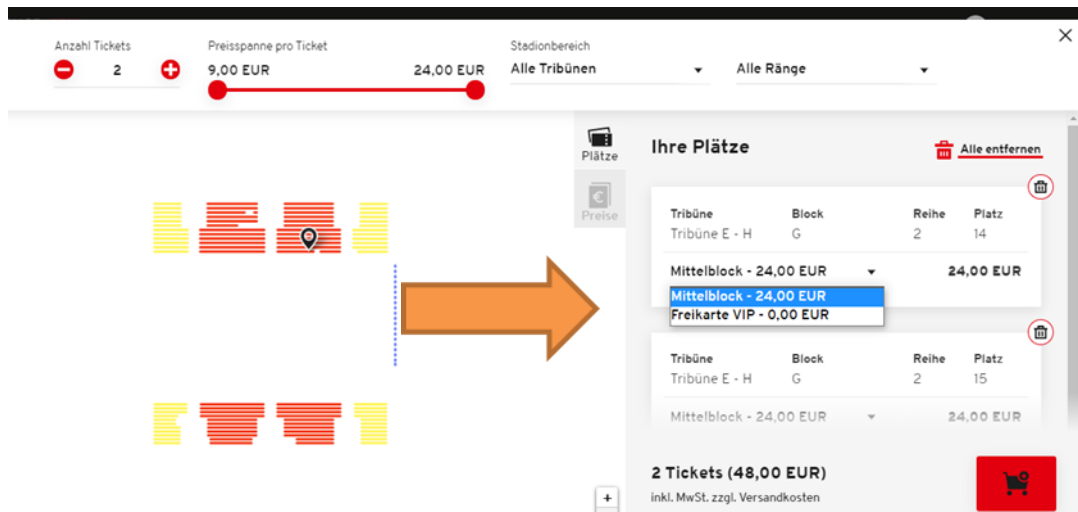 Anzahl Tickets
2
Preisspanne pro Ticket
9,00 EUR 24,00 EUR
Stadionbereich
Alle Tribünen
Alle Ränge
Plätze
Preise
Ihre Plätze
Alle entfernen
Tribüne Block Reihe Platz
Tribüne E - H G 2 14
Mittelblock - 24,00 EUR 24,00 EUR
Mittelblock - 24,00 EUR
Freikarte VIP - 0,00 EUR
Tribüne Block Reihe Platz
Tribüne E - H G 2 15
Mittelblock - 24,00 EUR 24,00 EUR
2 Tickets (48,00 EUR)
inkl. MwSt. zzgl. Versandkosten